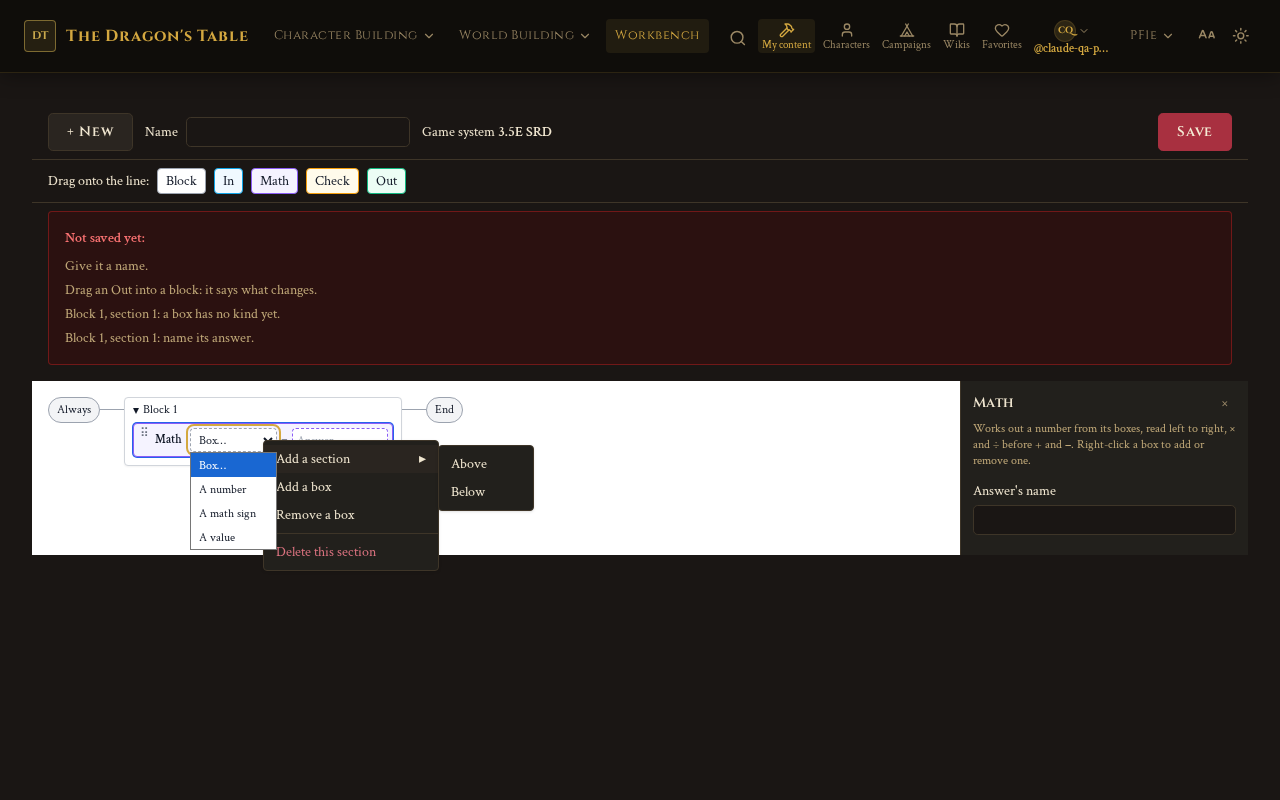 DT The Dragon's Table Character Building World Building Workbench My content Characters Campaigns Wikis Favorites CQ @claude-qa-p... PF1e AA
+ New Name Game system 3.5E SRD Save
Drag onto the line: Block In Math Check Out
Not saved yet:
Give it a name.
Drag an Out into a block: it says what changes.
Block 1, section 1: a box has no kind yet.
Block 1, section 1: name its answer.
Always ▾ Block 1 End
Math Box...
Box...
A number
A math sign
A value
Add a section ▶
Add a box
Remove a box
Delete this section
Above
Below
Math ×
Works out a number from its boxes, read left to right, ×
and ÷ before + and −. Right-click a box to add or
remove one.
Answer's name